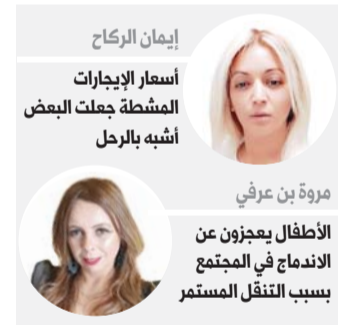 إيمان الركاح
أسعار الإيجارات
المشطة جعلت البعض
أشبه بالرحل
مروة بن عرفي
الأطفال يعجزون عن
الاندماج في المجتمع
بسبب التنقل المستمر